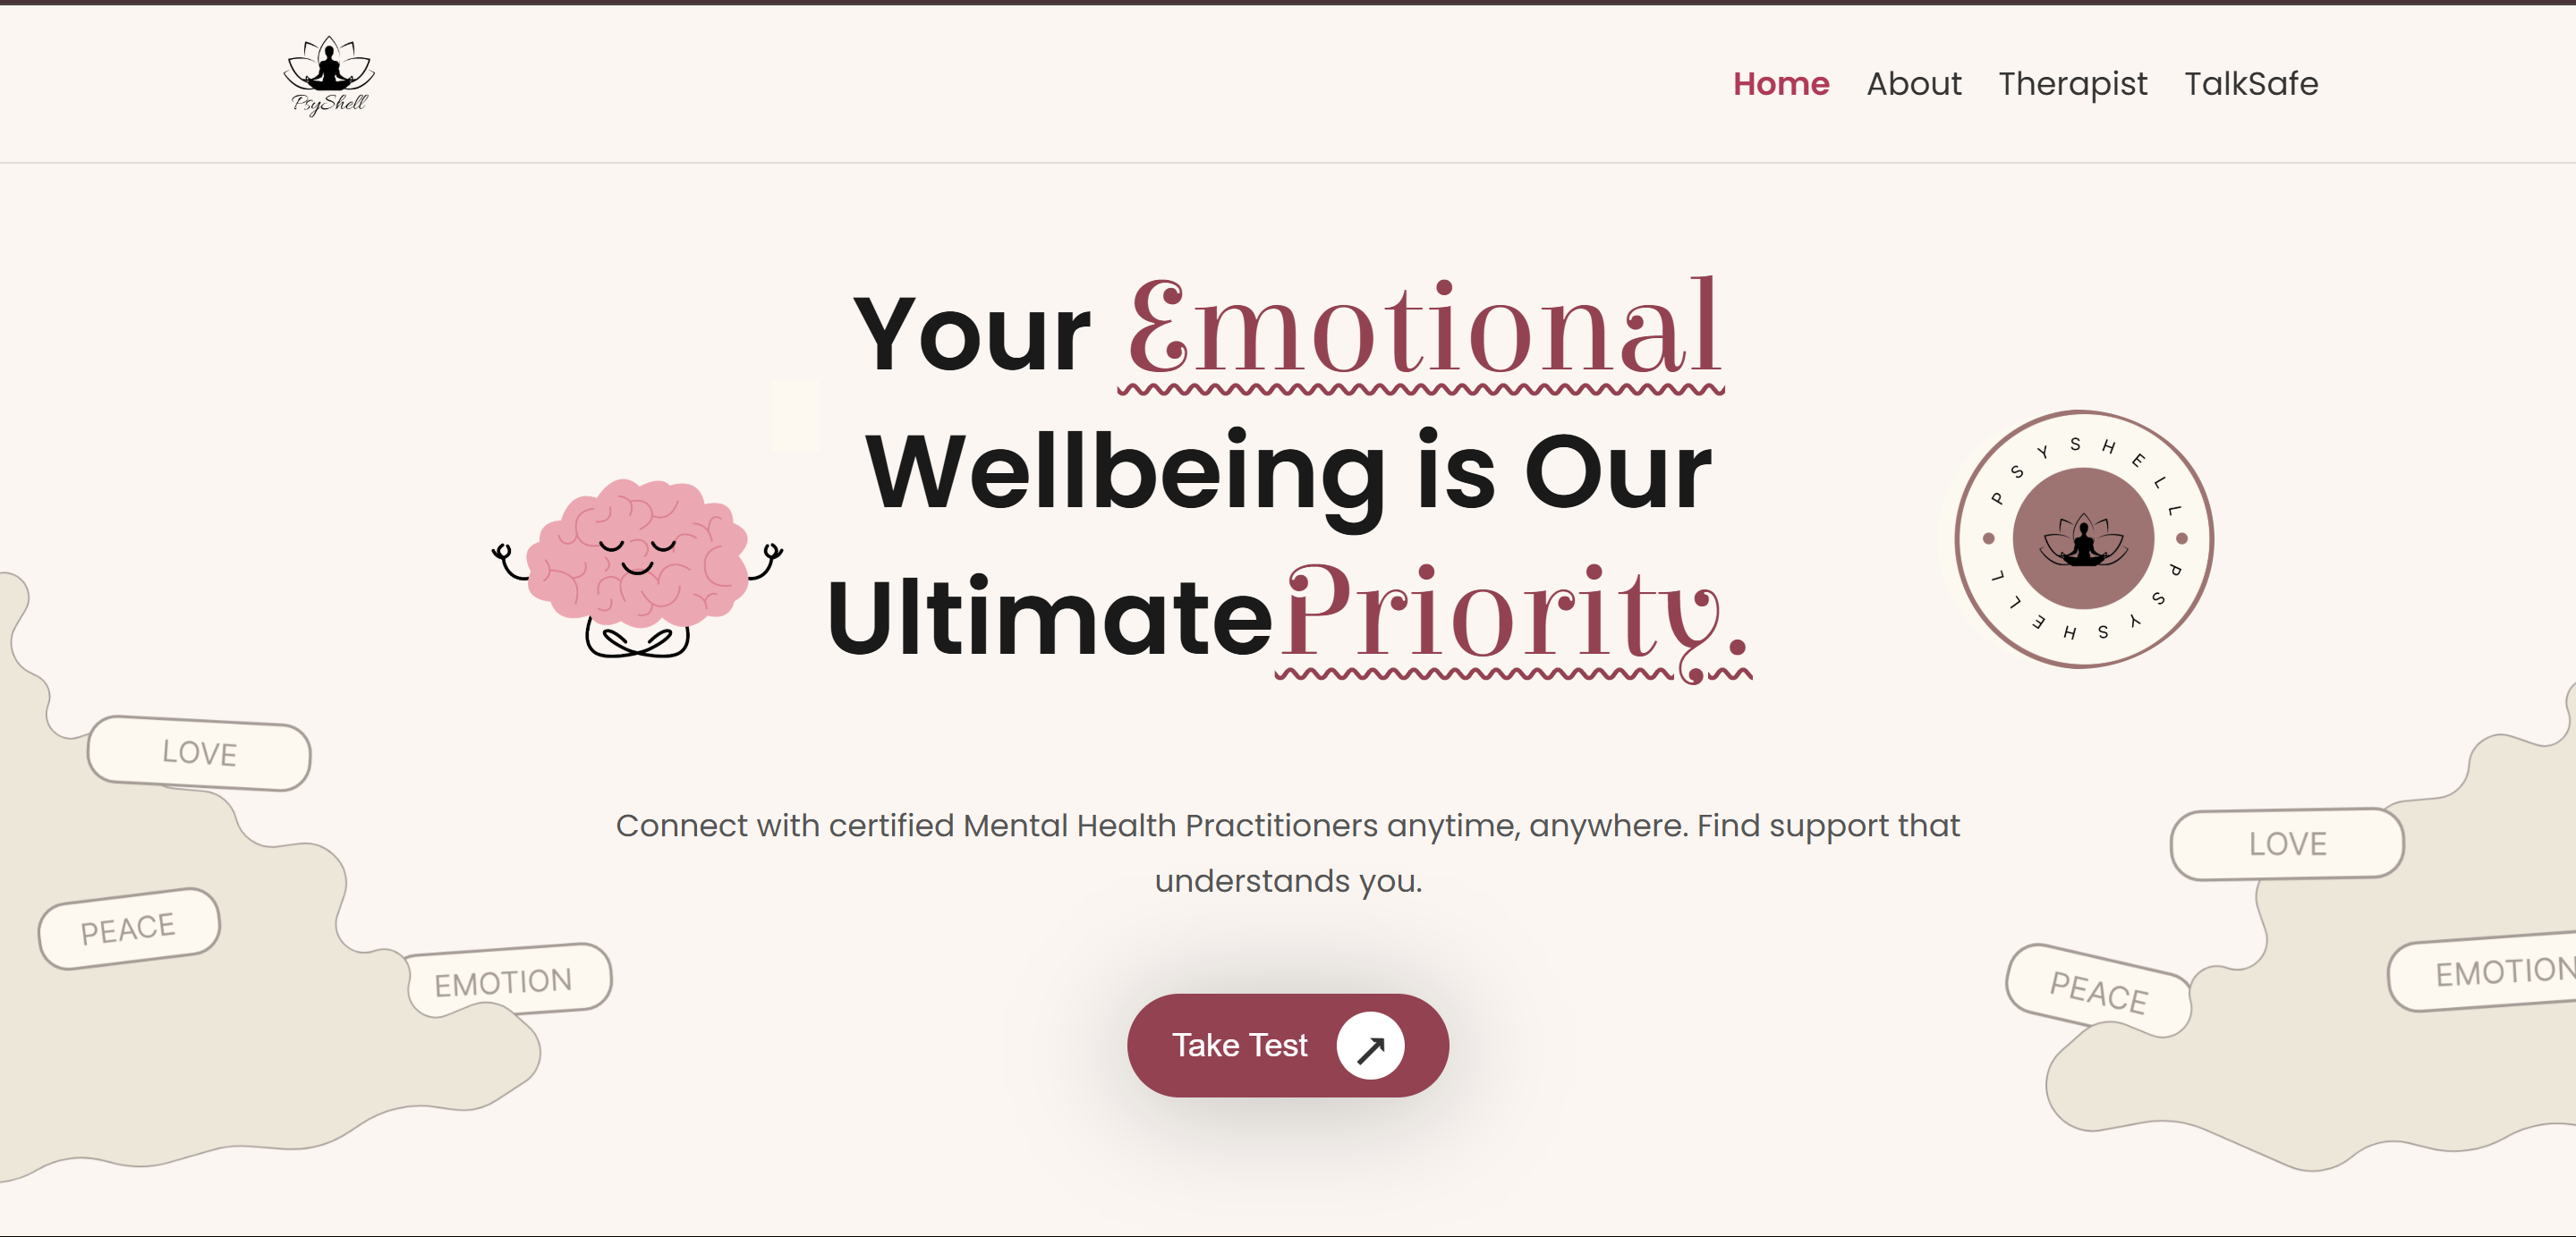 PsyShell
Home About Therapist TalkSafe
Your Emotional
Wellbeing is Our
Ultimate Priority.
PSYSHELL PSYSHELL
Connect with certified Mental Health Practitioners anytime, anywhere. Find support that
understands you.
LOVE
PEACE
EMOTION
LOVE
PEACE
EMOTION
Take Test